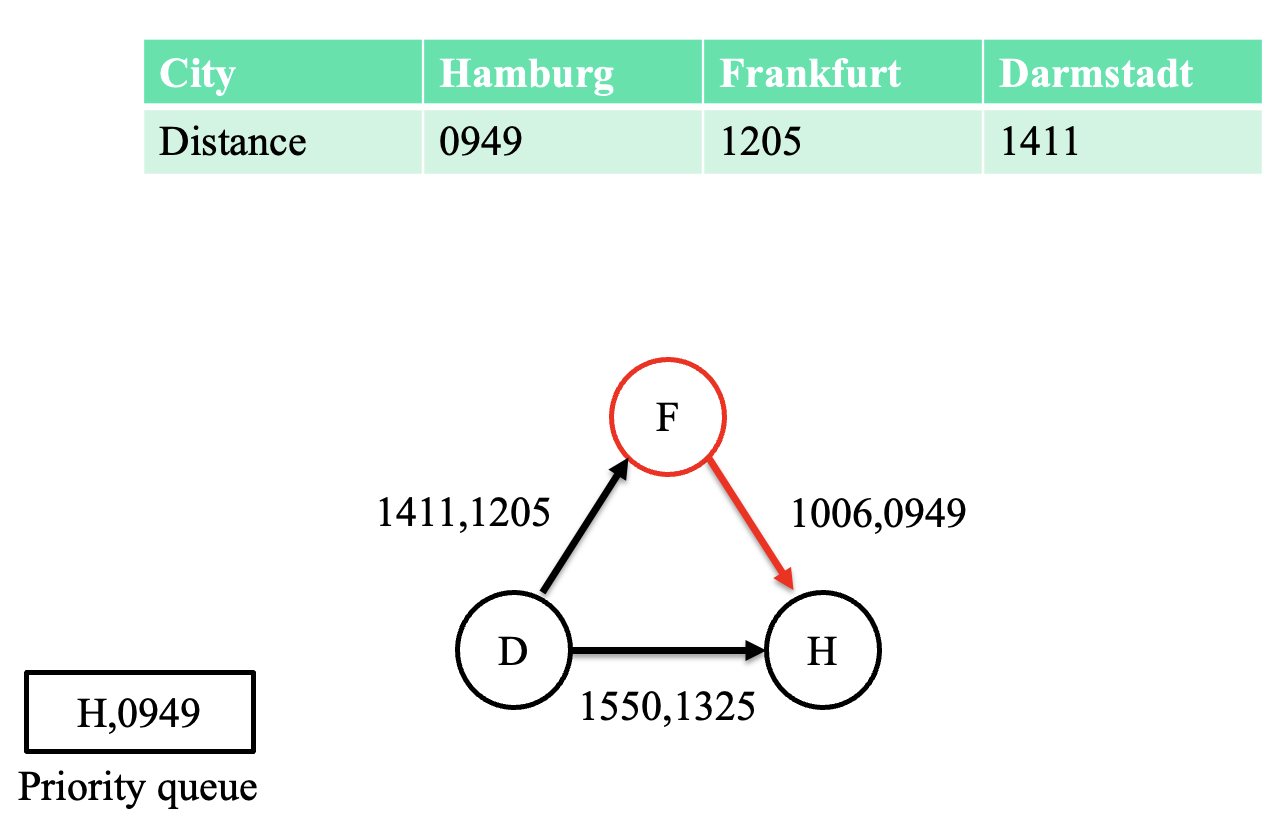 City Hamburg Frankfurt Darmstadt
Distance 0949 1205 1411
F
1411,1205 1006,0949
D H
1550,1325
H,0949
Priority queue